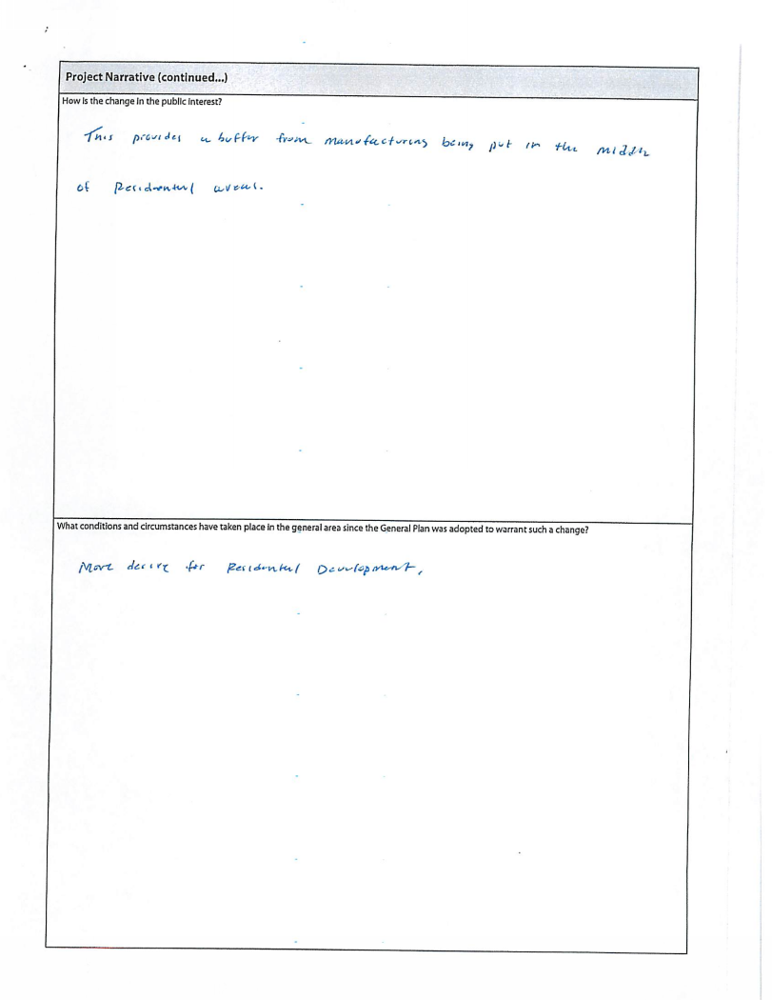 Project Narrative (continued...)
How is the change in the public interest?
This provides a buffer from manufacturing being put in the middle
of Residential areas.
What conditions and circumstances have taken place in the general area since the General Plan was adopted to warrant such a change?
More desire for Residential Development.